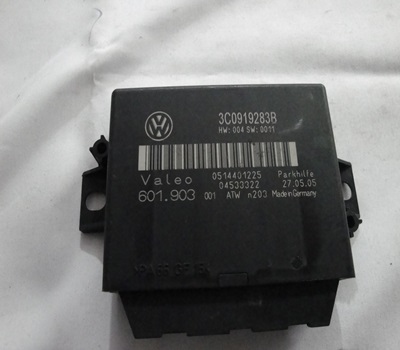 3C0919283B
HW: 004 SW: 0011
Valeo 0514401225 Parkhilfe
04533322 27.05.05
601.903 001 ATW n203 Made in Germany